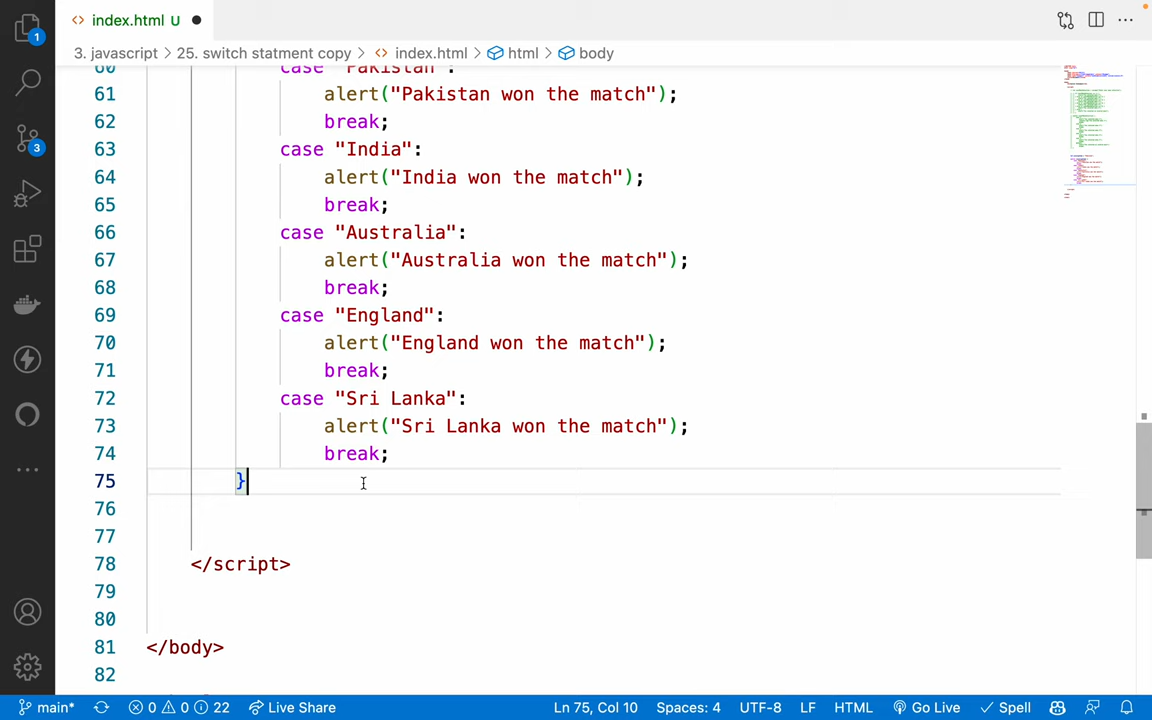 index.html U
3. javascript > 25. switch statment copy > index.html > html > body
60 case "Pakistan":
61 alert("Pakistan won the match");
62 break;
63 case "India":
64 alert("India won the match");
65 break;
66 case "Australia":
67 alert("Australia won the match");
68 break;
69 case "England":
70 alert("England won the match");
71 break;
72 case "Sri Lanka":
73 alert("Sri Lanka won the match");
74 break;
75 }
76
77
78 </script>
79
80
81 </body>
82
1
3
main* 0 0 22 Live Share Ln 75, Col 10 Spaces: 4 UTF-8 LF HTML Go Live Spell